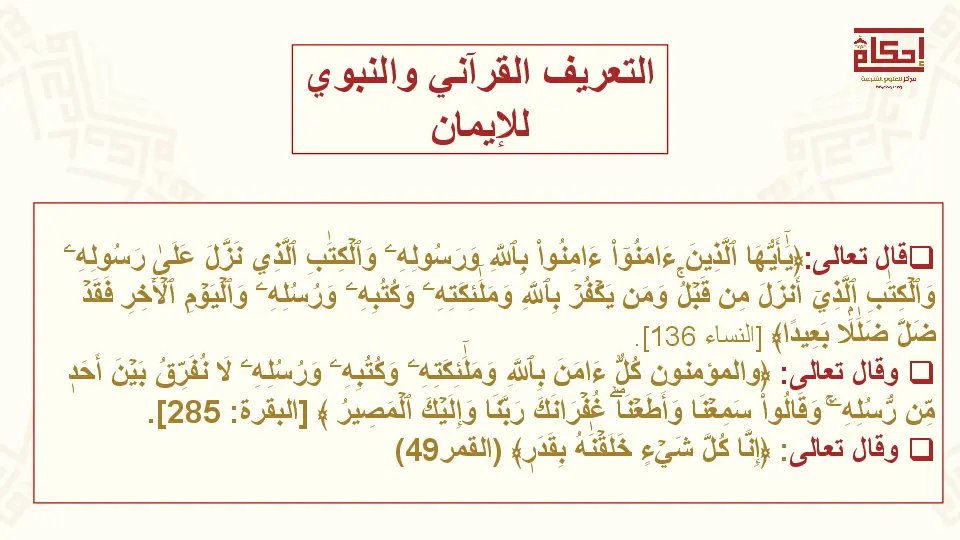 إحكام
مركز للعلوم الشرعية
التعريف القرآني والنبوي
للإيمان
❑قال تعالى:﴿يَٰٓأَيُّهَا ٱلَّذِينَ ءَامَنُوٓاْ ءَامِنُواْ بِٱللَّهِ وَرَسُولِهِۦ وَٱلۡكِتَٰبِ ٱلَّذِي نَزَّلَ عَلَىٰ رَسُولِهِۦ
وَٱلۡكِتَٰبِ ٱلَّذِيٓ أَنزَلَ مِن قَبۡلُۚ وَمَن يَكۡفُرۡ بِٱللَّهِ وَمَلَٰٓئِكَتِهِۦ وَكُتُبِهِۦ وَرُسُلِهِۦ وَٱلۡيَوۡمِ ٱلۡأٓخِرِ فَقَدۡ
ضَلَّ ضَلَٰلَۢا بَعِيدًا﴾ [النساء 136].
❑ وقال تعالى: ﴿والمؤمنون كُلٌّ ءَامَنَ بِٱللَّهِ وَمَلَٰٓئِكَتِهِۦ وَكُتُبِهِۦ وَرُسُلِهِۦ لَا نُفَرِّقُ بَيۡنَ أَحَدٖ
مِّن رُّسُلِهِۦۚ وَقَالُواْ سَمِعۡنَا وَأَطَعۡنَاۖ غُفۡرَانَكَ رَبَّنَا وَإِلَيۡكَ ٱلۡمَصِيرُ ﴾ [البقرة: 285].
❑ وقال تعالى: ﴿إِنَّا كُلَّ شَيۡءٍ خَلَقۡنَٰهُ بِقَدَرٖ﴾ (القمر49)